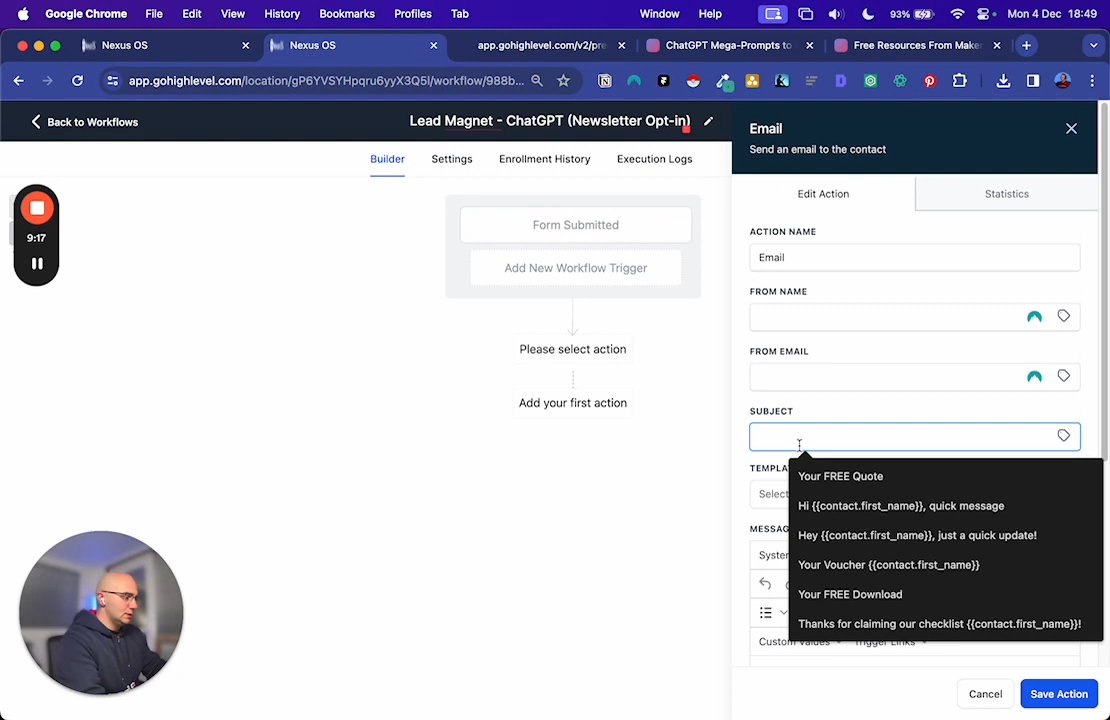 Google Chrome File Edit View History Bookmarks Profiles Tab Window Help 93% Mon 4 Dec 18:49
Nexus OS Nexus OS app.gohighlevel.com/v2/pre ChatGPT Mega-Prompts to Free Resources From Make
app.gohighlevel.com/location/gP6YVSYHpqru6yyX3Q5l/workflow/988b...
Back to Workflows
Lead Magnet - ChatGPT (Newsletter Opt-in)
Builder Settings Enrollment History Execution Logs
9:17
Form Submitted
Add New Workflow Trigger
Please select action
Add your first action
Email
Send an email to the contact
Edit Action Statistics
ACTION NAME
Email
FROM NAME
FROM EMAIL
SUBJECT
Your FREE Quote
Hi {{contact.first_name}}, quick message
Hey {{contact.first_name}}, just a quick update!
Your Voucher {{contact.first_name}}
Your FREE Download
Thanks for claiming our checklist {{contact.first_name}}!
TEMPLA
Select
MESSAG
System
Custom Values Trigger Links
Cancel Save Action